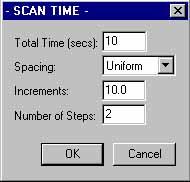 - SCAN TIME -
Total Time (secs): 10
Spacing: Uniform
Increments: 10.0
Number of Steps: 2
OK Cancel